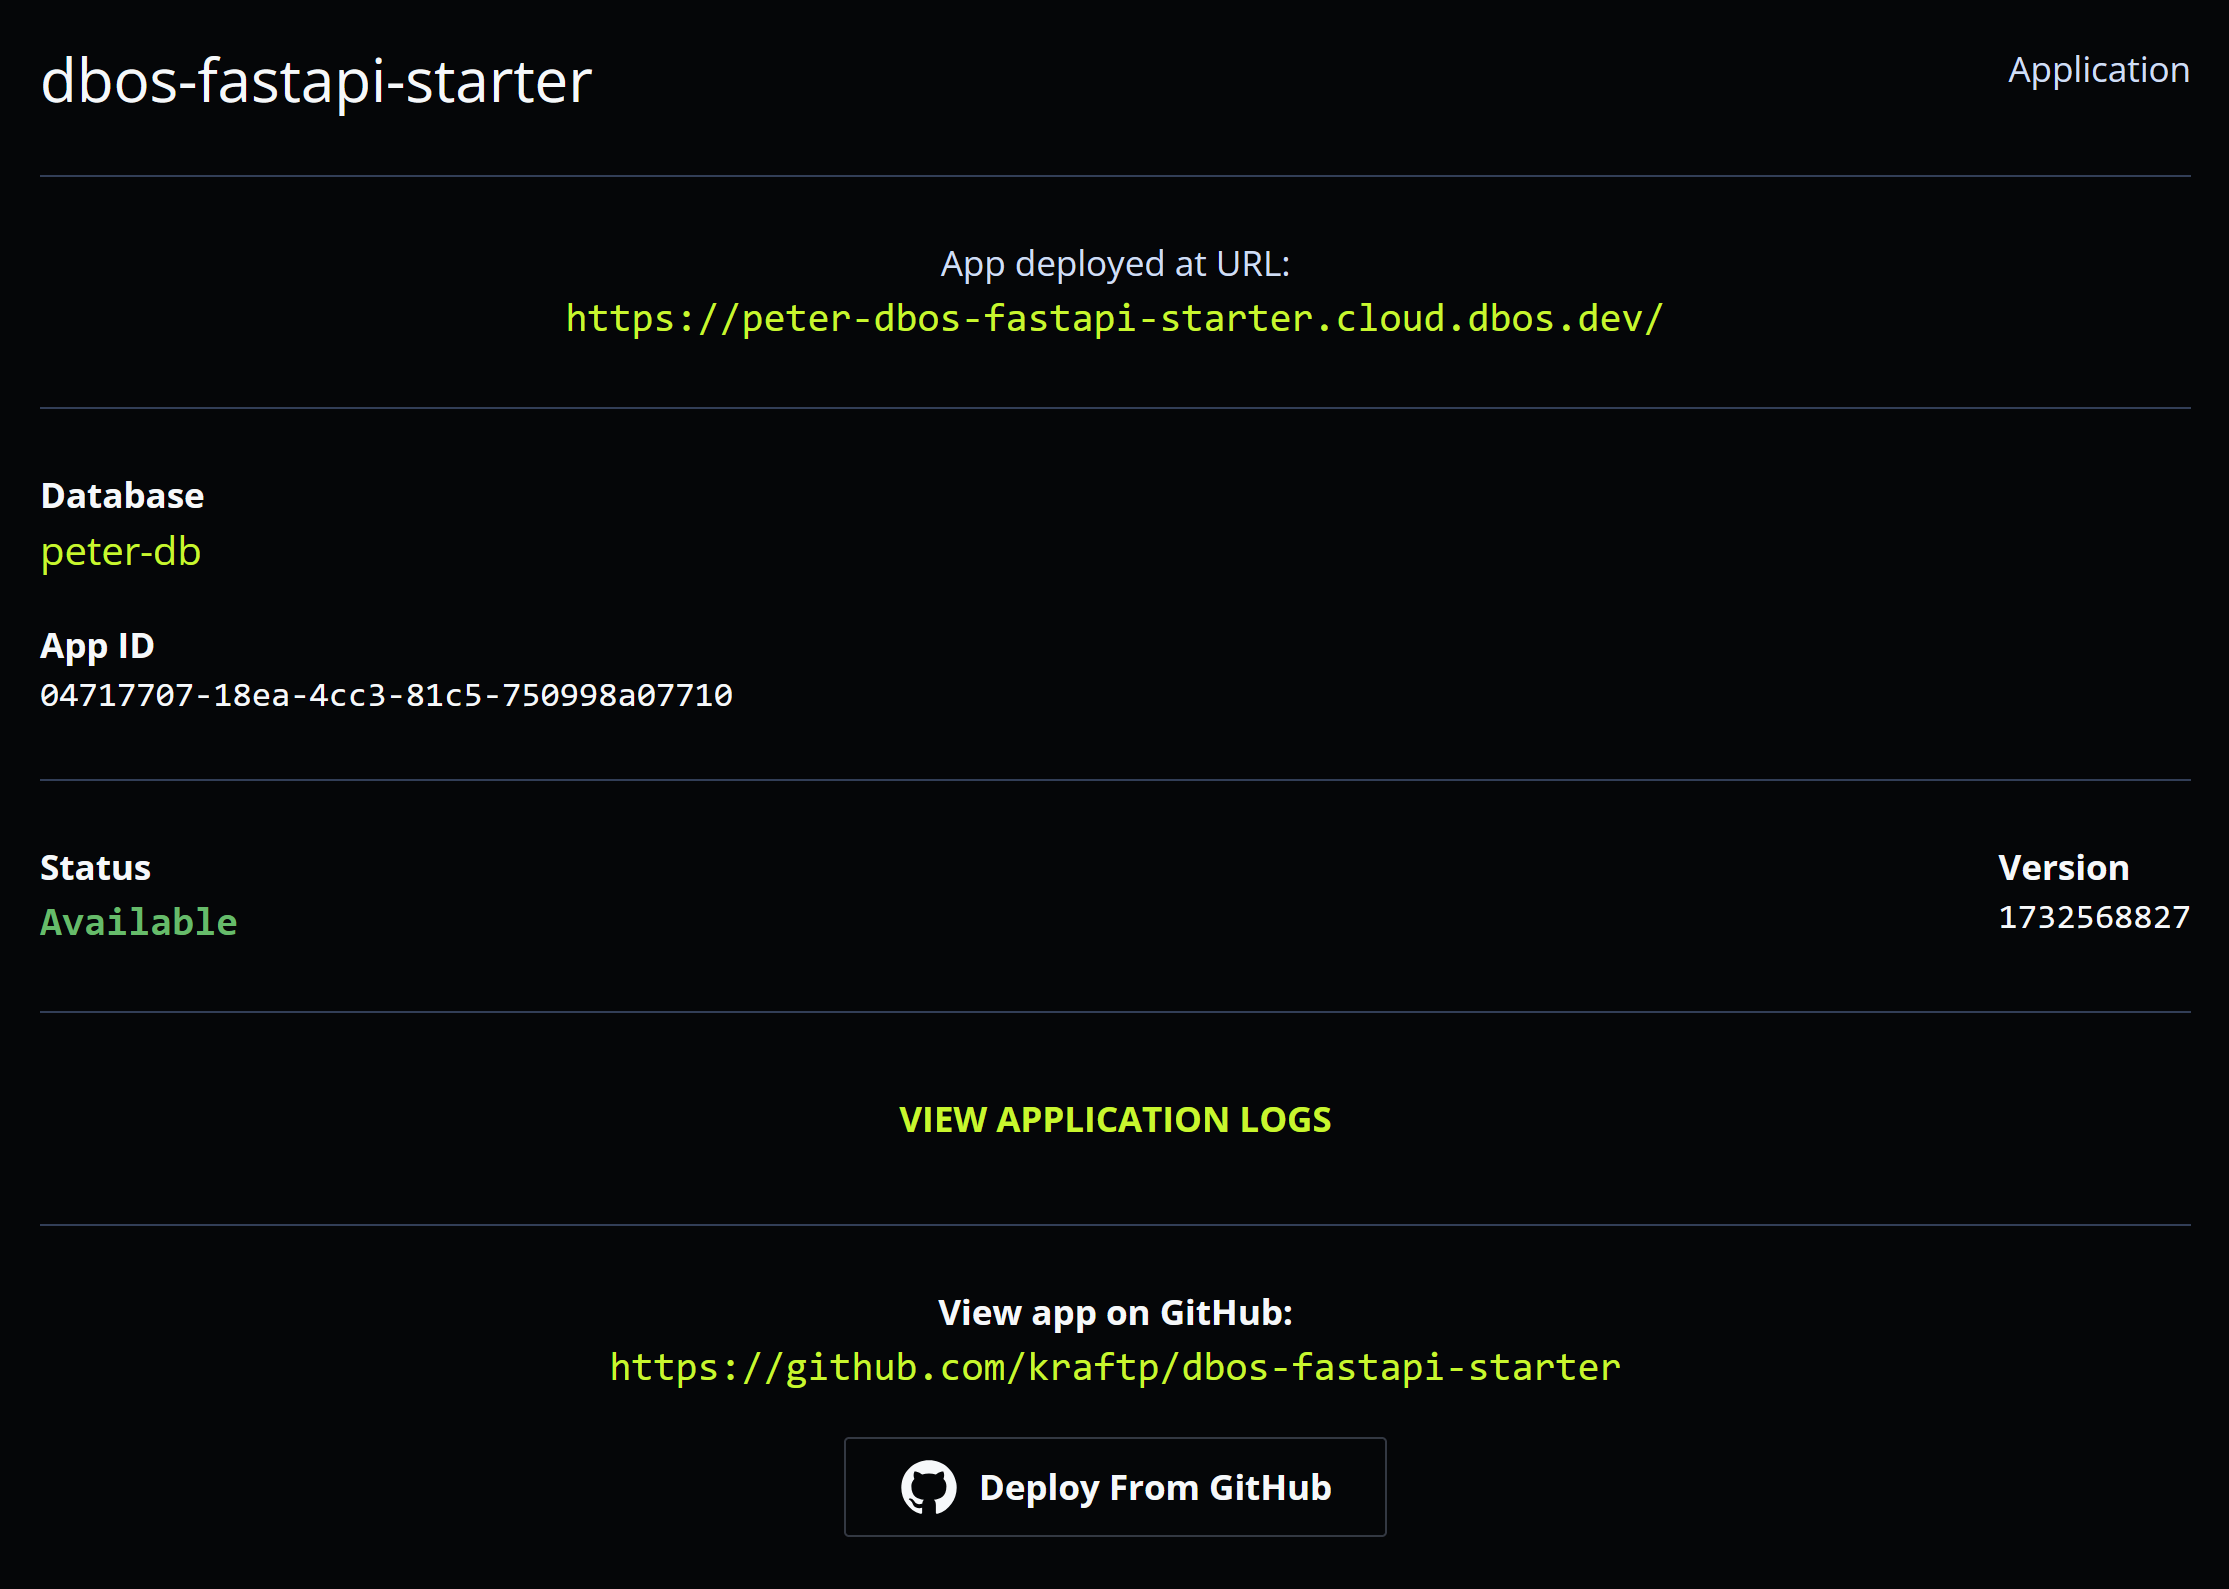 dbos-fastapi-starter
Application
App deployed at URL:
https://peter-dbos-fastapi-starter.cloud.dbos.dev/
Database
peter-db
App ID
04717707-18ea-4cc3-81c5-750998a07710
Status
Available
Version
1732568827
VIEW APPLICATION LOGS
View app on GitHub:
https://github.com/kraftp/dbos-fastapi-starter
Deploy From GitHub